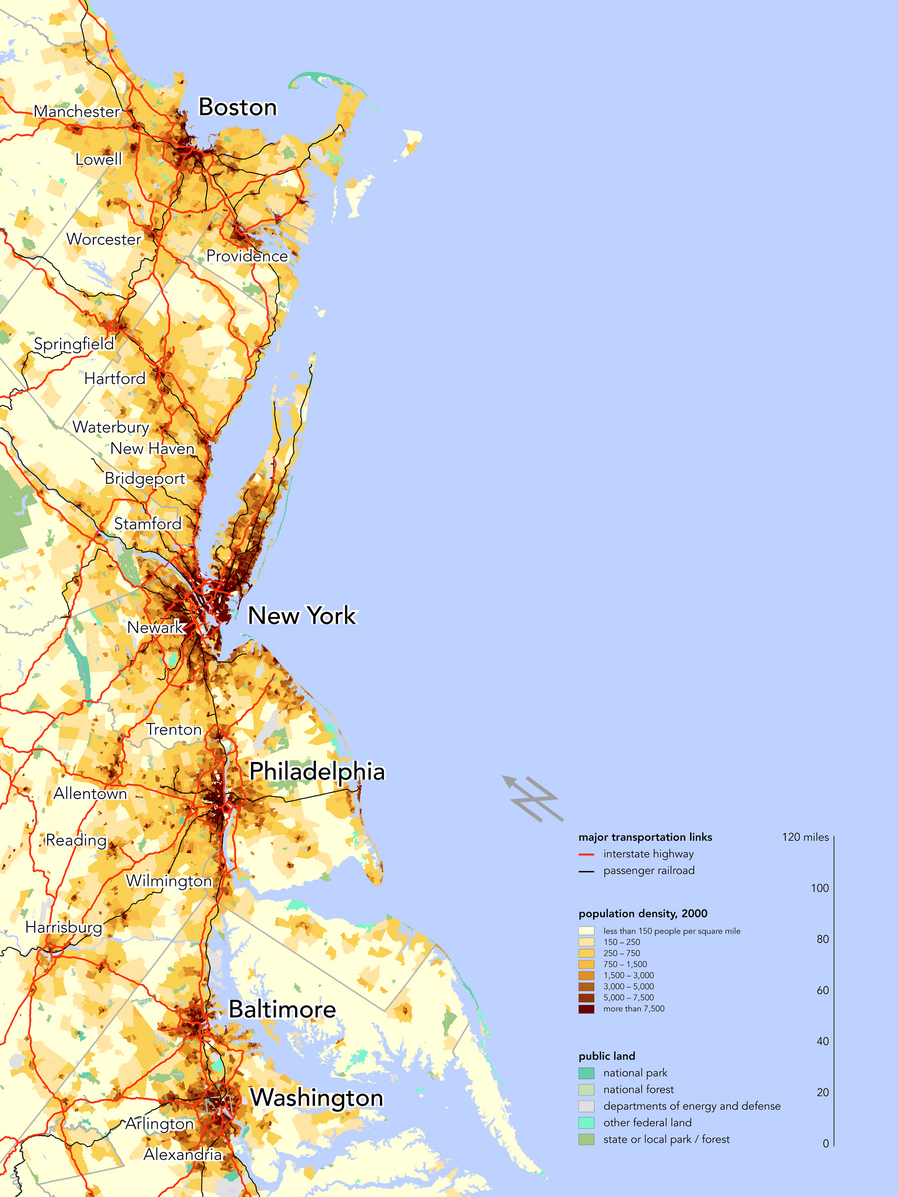 Boston
Manchester
Lowell
Worcester
Providence
Springfield
Hartford
Waterbury
New Haven
Bridgeport
Stamford
New York
Newark
Trenton
Philadelphia
Allentown
Reading
Wilmington
Harrisburg
Baltimore
Washington
Arlington
Alexandria
N
major transportation links
interstate highway
passenger railroad
population density, 2000
less than 150 people per square mile
150 – 250
250 – 750
750 – 1,500
1,500 – 3,000
3,000 – 5,000
5,000 – 7,500
more than 7,500
public land
national park
national forest
departments of energy and defense
other federal land
state or local park / forest
120 miles
100
80
60
40
20
0